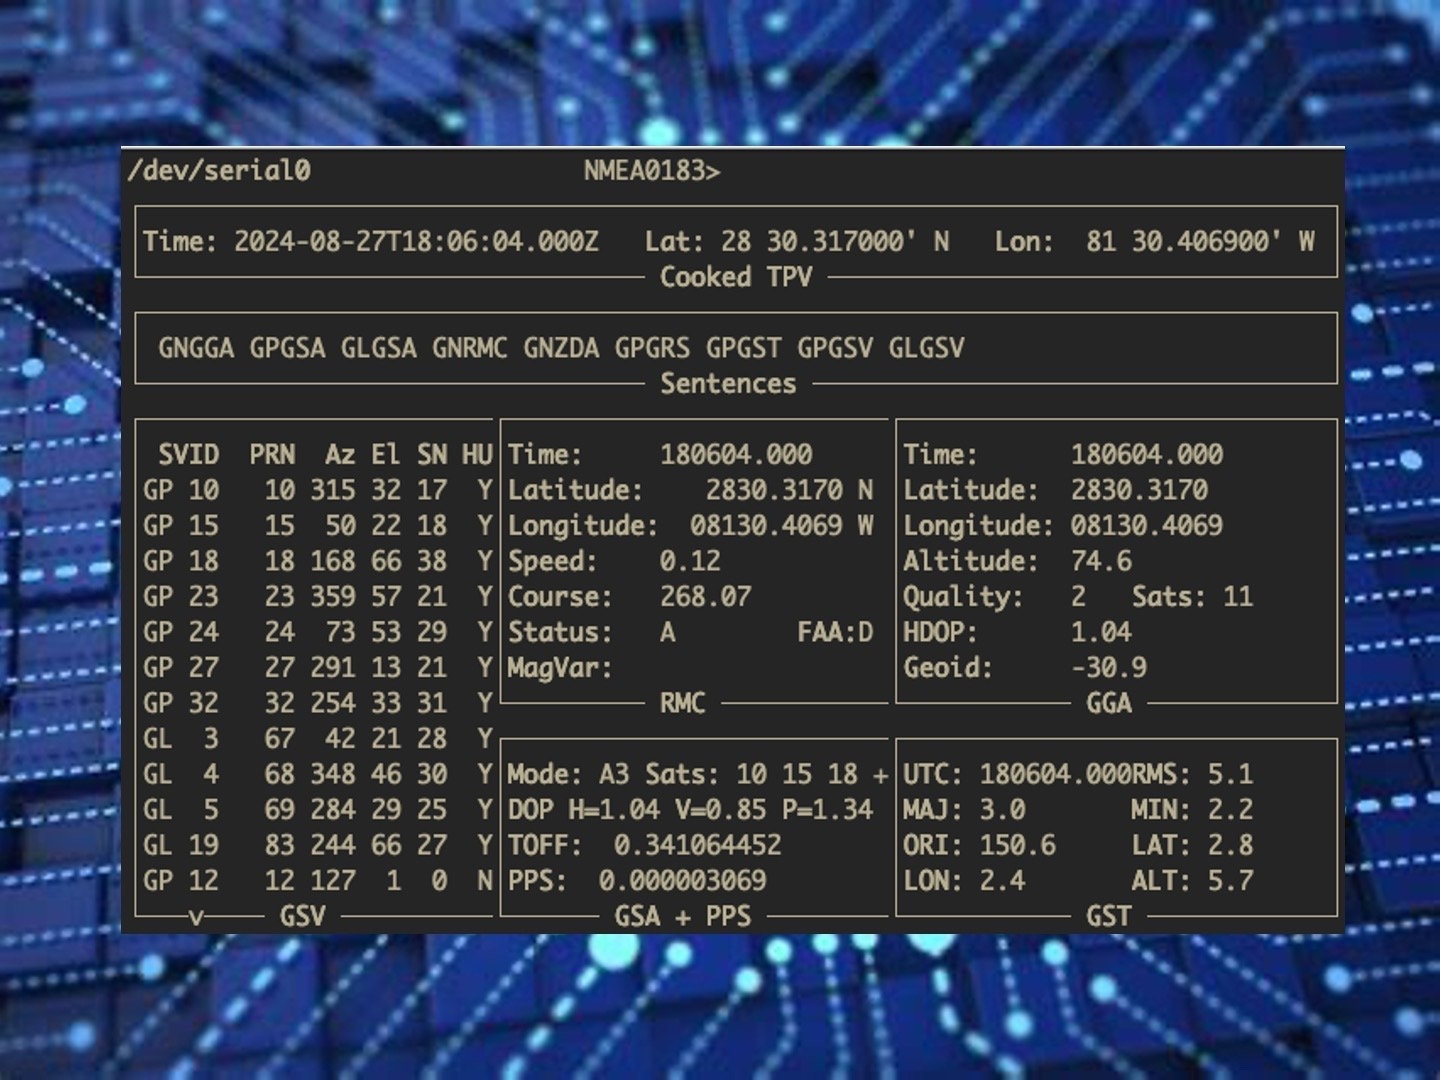 /dev/serial0 NMEA0183>
Time: 2024-08-27T18:06:04.000Z Lat: 28 30.317000' N Lon: 81 30.406900' W
Cooked TPV
GNGGA GPGSA GLGSA GNRMC GNZDA GPGRS GPGST GPGSV GLGSV
Sentences
SVID PRN Az El SN HU
GP 10 10 315 32 17 Y
GP 15 15 50 22 18 Y
GP 18 18 168 66 38 Y
GP 23 23 359 57 21 Y
GP 24 24 73 53 29 Y
GP 27 27 291 13 21 Y
GP 32 32 254 33 31 Y
GL 3 67 42 21 28 Y
GL 4 68 348 46 30 Y
GL 5 69 284 29 25 Y
GL 19 83 244 66 27 Y
GP 12 12 127 1 0 N
v GSV
Time: 180604.000
Latitude: 2830.3170 N
Longitude: 08130.4069 W
Speed: 0.12
Course: 268.07
Status: A FAA:D
MagVar:
RMC
Time: 180604.000
Latitude: 2830.3170
Longitude: 08130.4069
Altitude: 74.6
Quality: 2 Sats: 11
HDOP: 1.04
Geoid: -30.9
GGA
Mode: A3 Sats: 10 15 18 +
DOP H=1.04 V=0.85 P=1.34
TOFF: 0.341064452
PPS: 0.000003069
GSA + PPS
UTC: 180604.000RMS: 5.1
MAJ: 3.0 MIN: 2.2
ORI: 150.6 LAT: 2.8
LON: 2.4 ALT: 5.7
GST